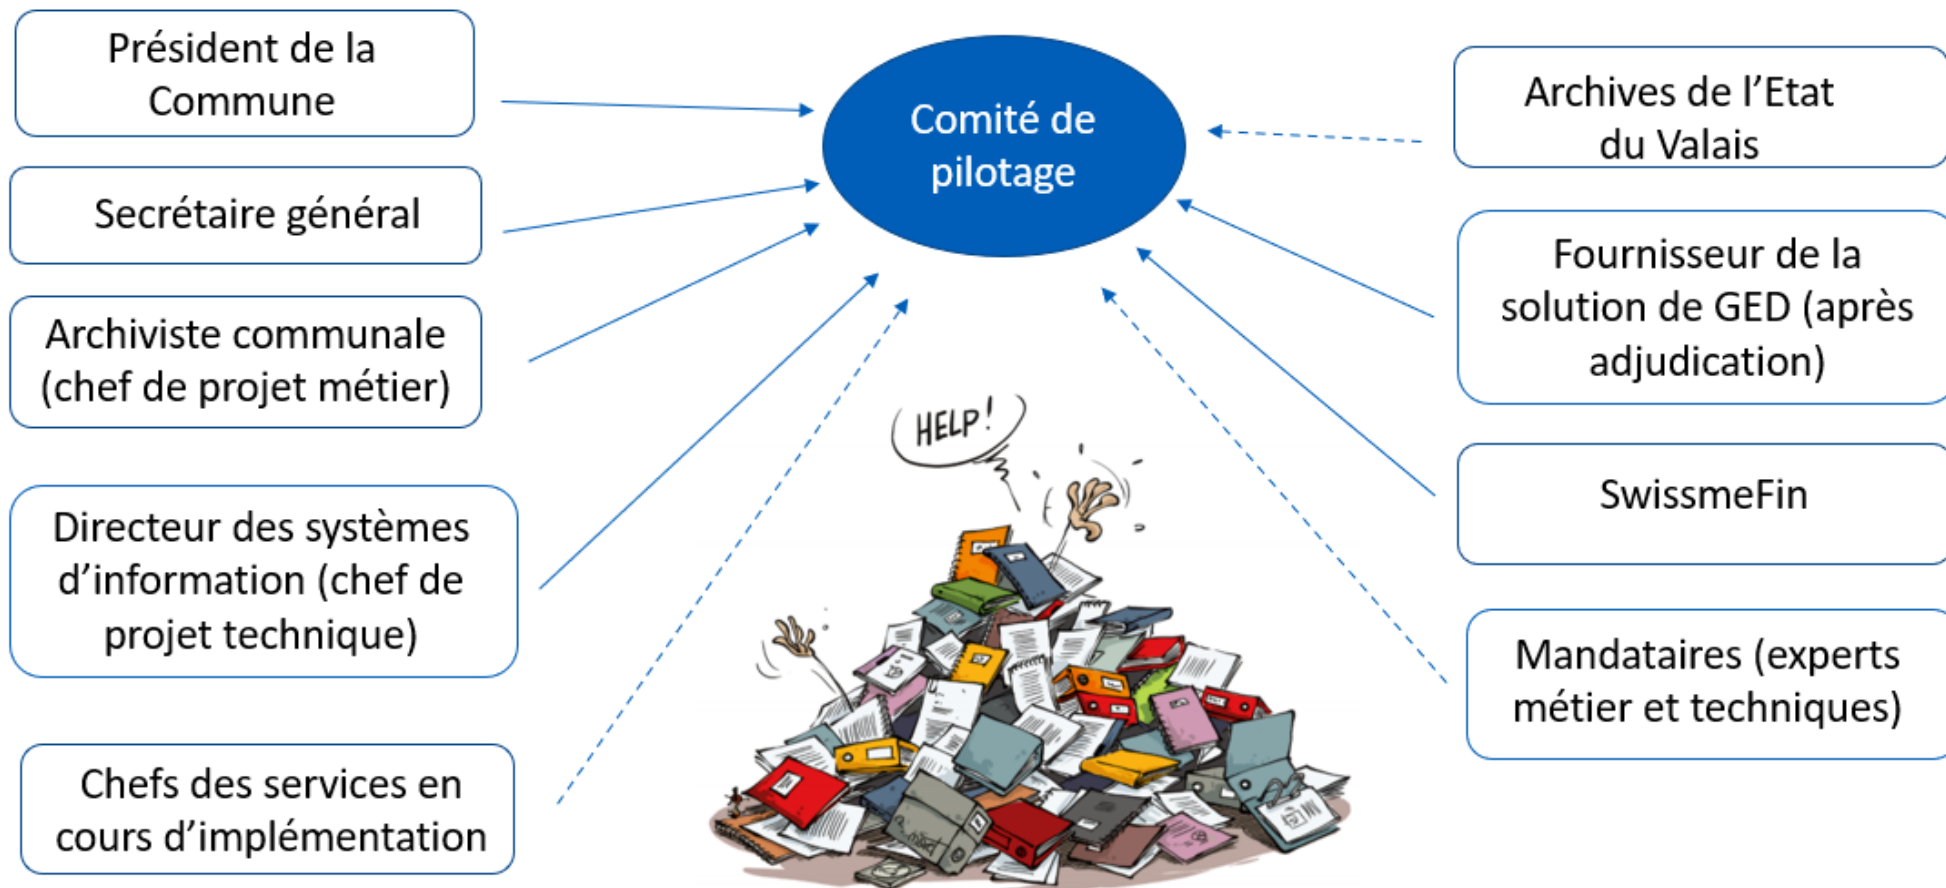 Président de la
Commune
Secrétaire général
Archiviste communale
(chef de projet métier)
Directeur des systèmes
d’information (chef de
projet technique)
Chefs des services en
cours d’implémentation
Comité de
pilotage
HELP!
Archives de l’Etat
du Valais
Fournisseur de la
solution de GED (après
adjudication)
SwissmeFin
Mandataires (experts
métier et techniques)